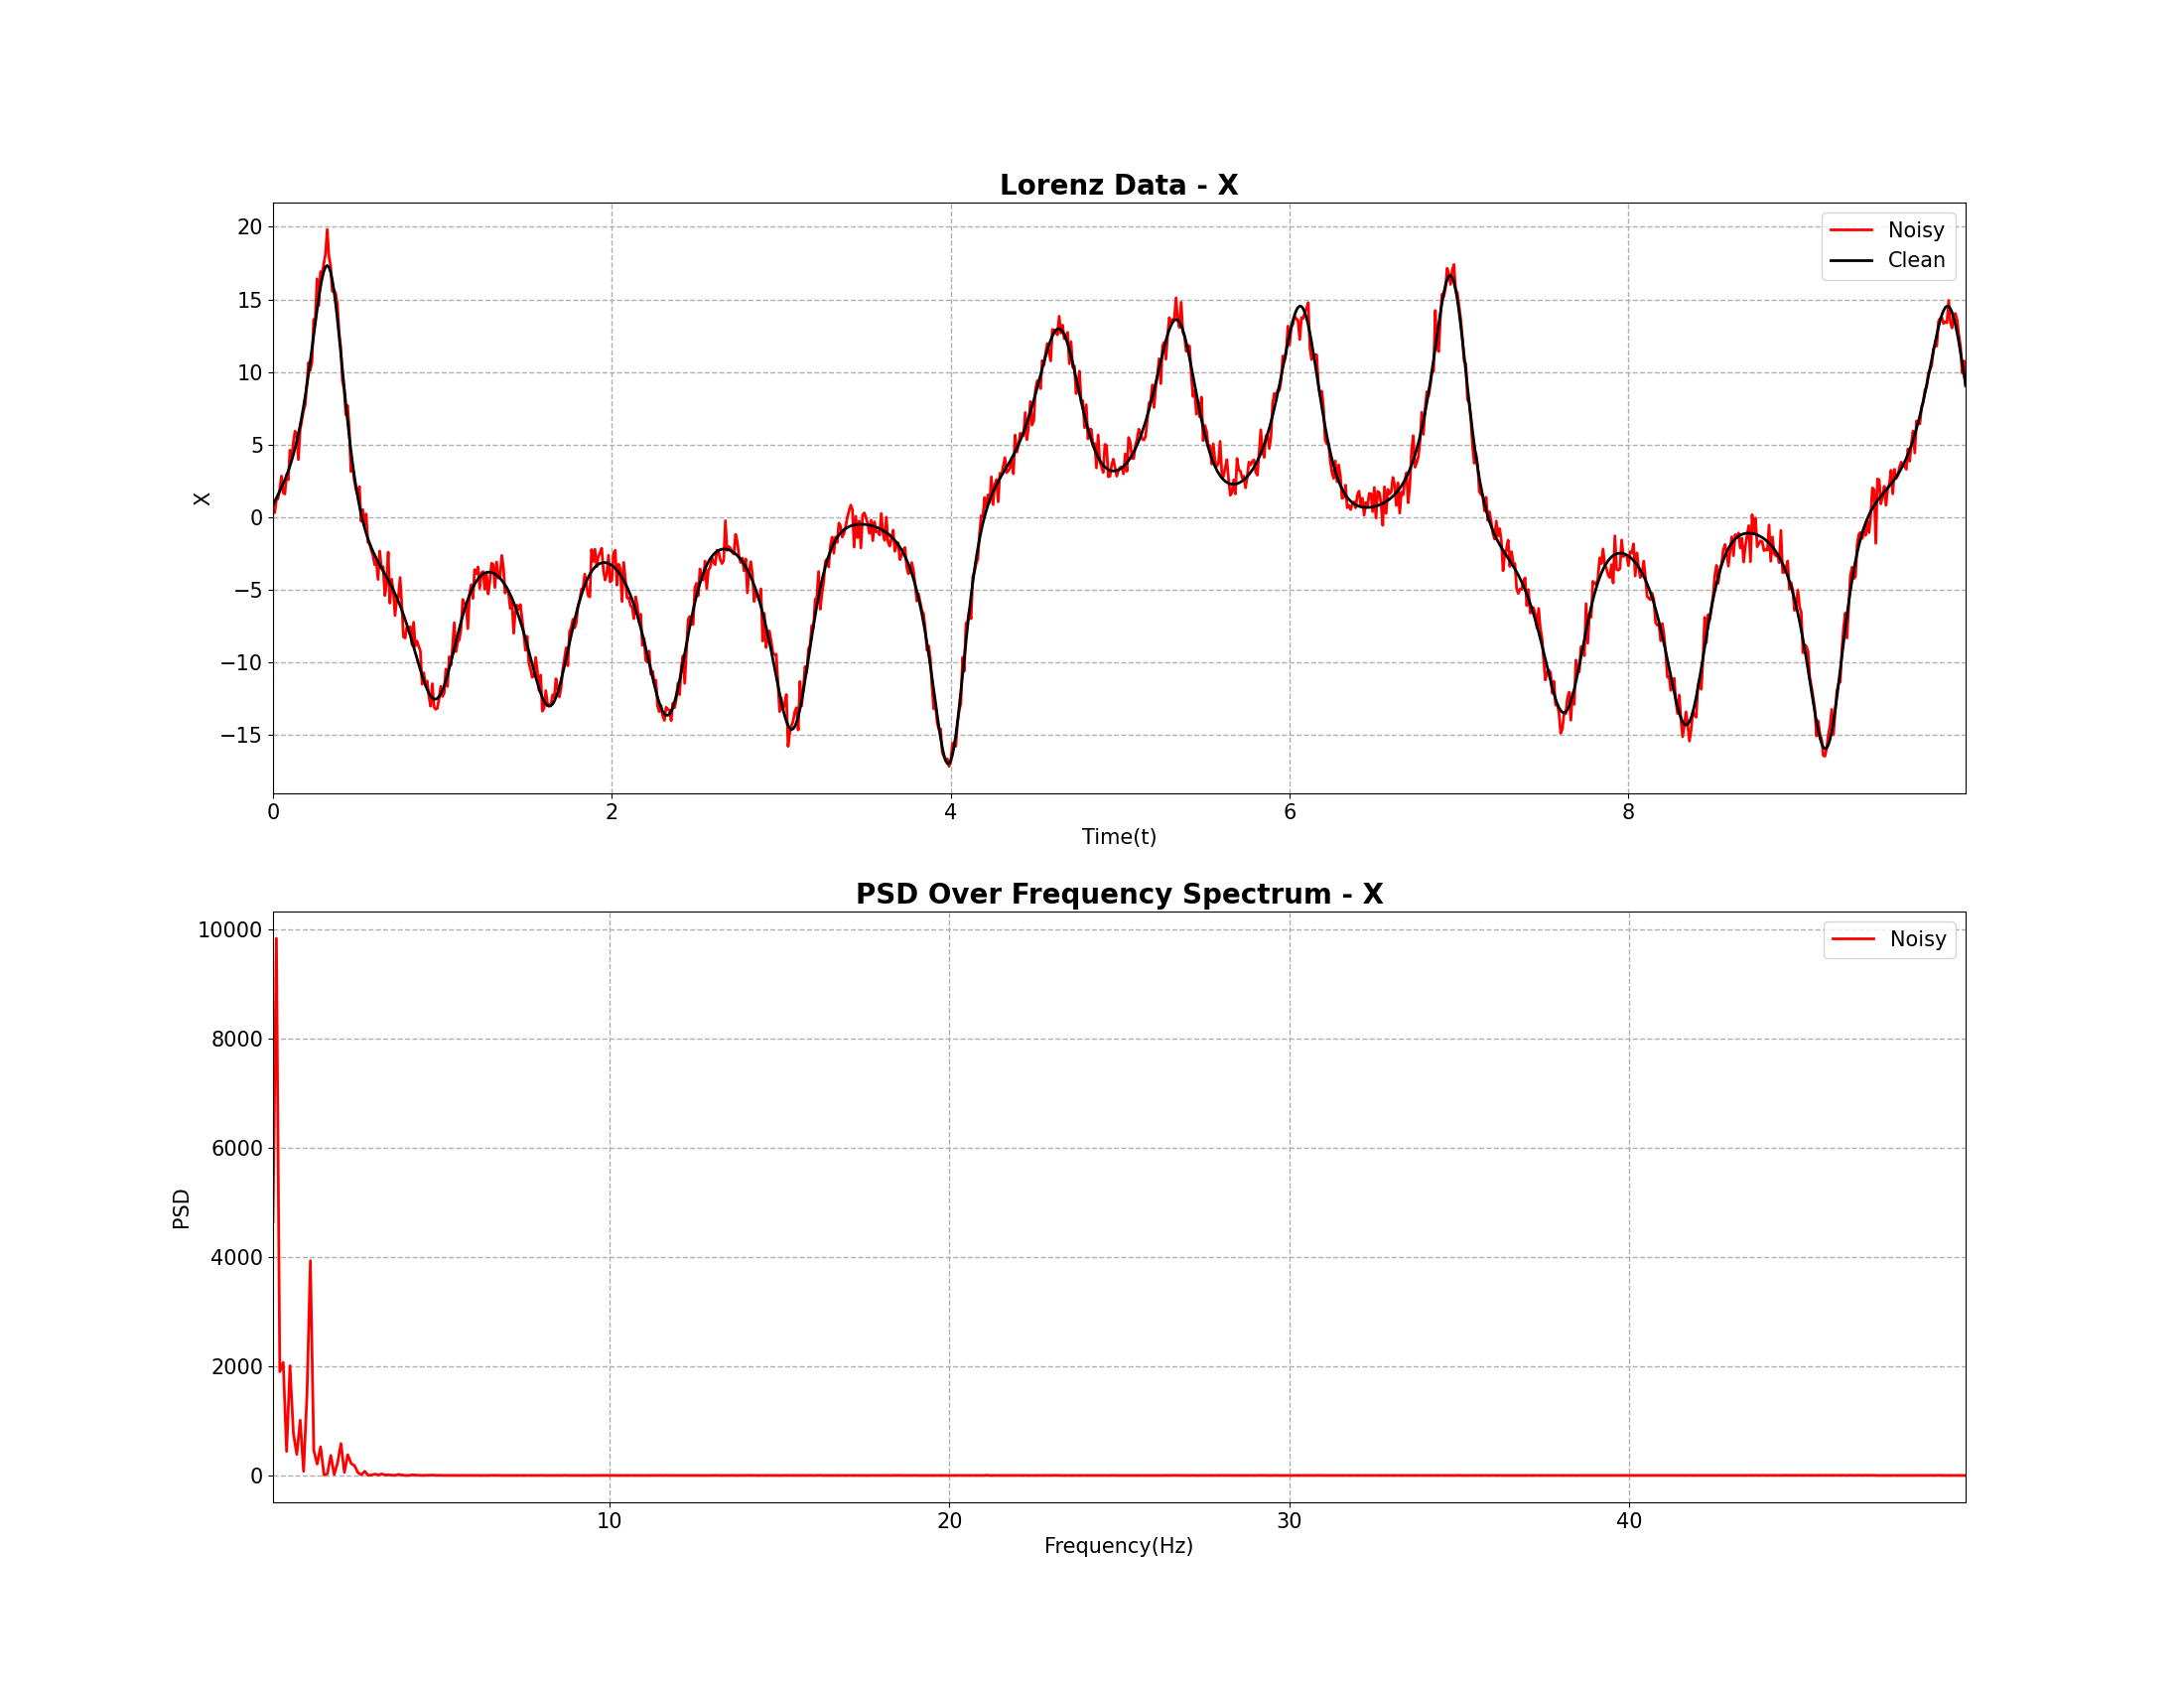 Lorenz Data - X
20
15
10
5
0
−5
−10
−15
X
Noisy
Clean
0 2 4 6 8
Time(t)
PSD Over Frequency Spectrum - X
10000
8000
6000
4000
2000
0
PSD
Noisy
10 20 30 40
Frequency(Hz)